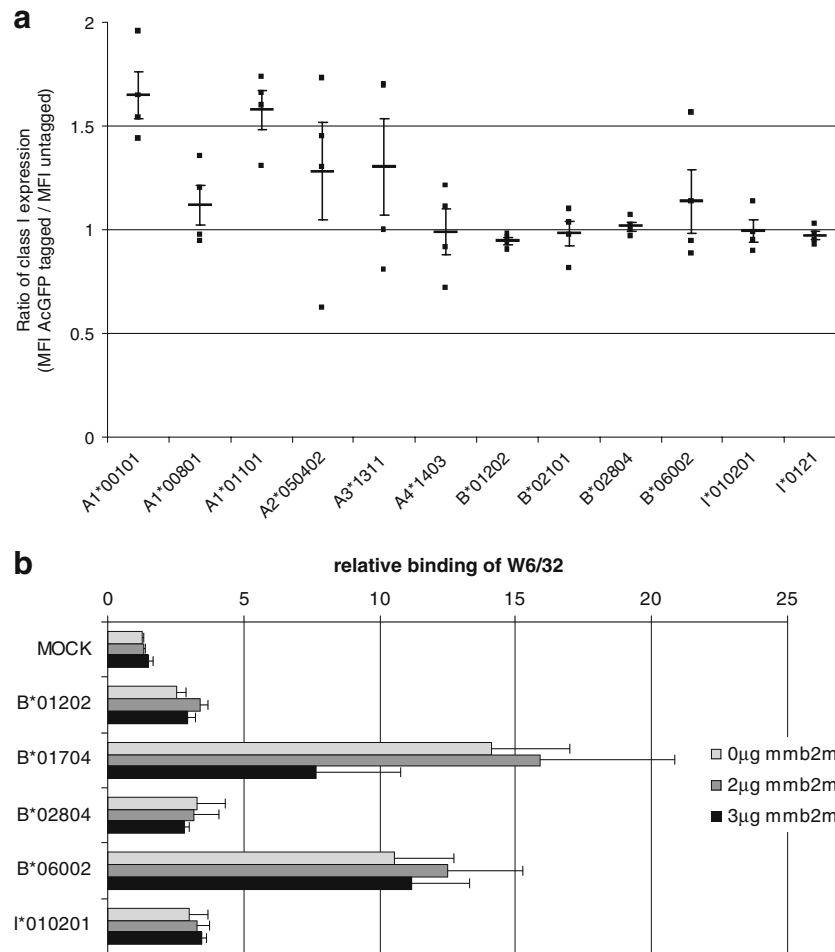 a
2
1.5
1
0.5
0
Ratio of class I expression
(MFI AcGFP tagged / MFI untagged)
A1*00101
A1*00801
A1*01101
A2*050402
A3*1311
A4*1403
B*01202
B*02101
B*02804
B*06002
I*010201
I*0121
b
relative binding of W6/32
0 5 10 15 20 25
MOCK
B*01202
B*01704
B*02804
B*06002
I*010201
0µg mmb2m
2µg mmb2m
3µg mmb2m